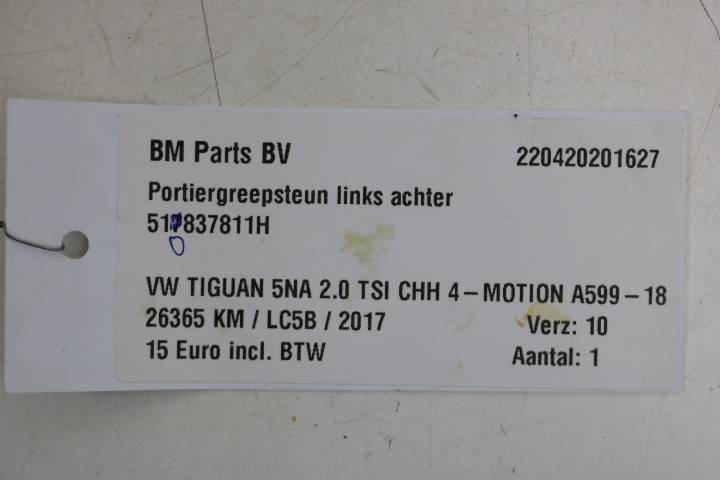 BM Parts BV 220420201627
Portiergreepsteun links achter
517837811H
0
VW TIGUAN 5NA 2.0 TSI CHH 4-MOTION A599-18
26365 KM / LC5B / 2017 Verz: 10
15 Euro incl. BTW Aantal: 1